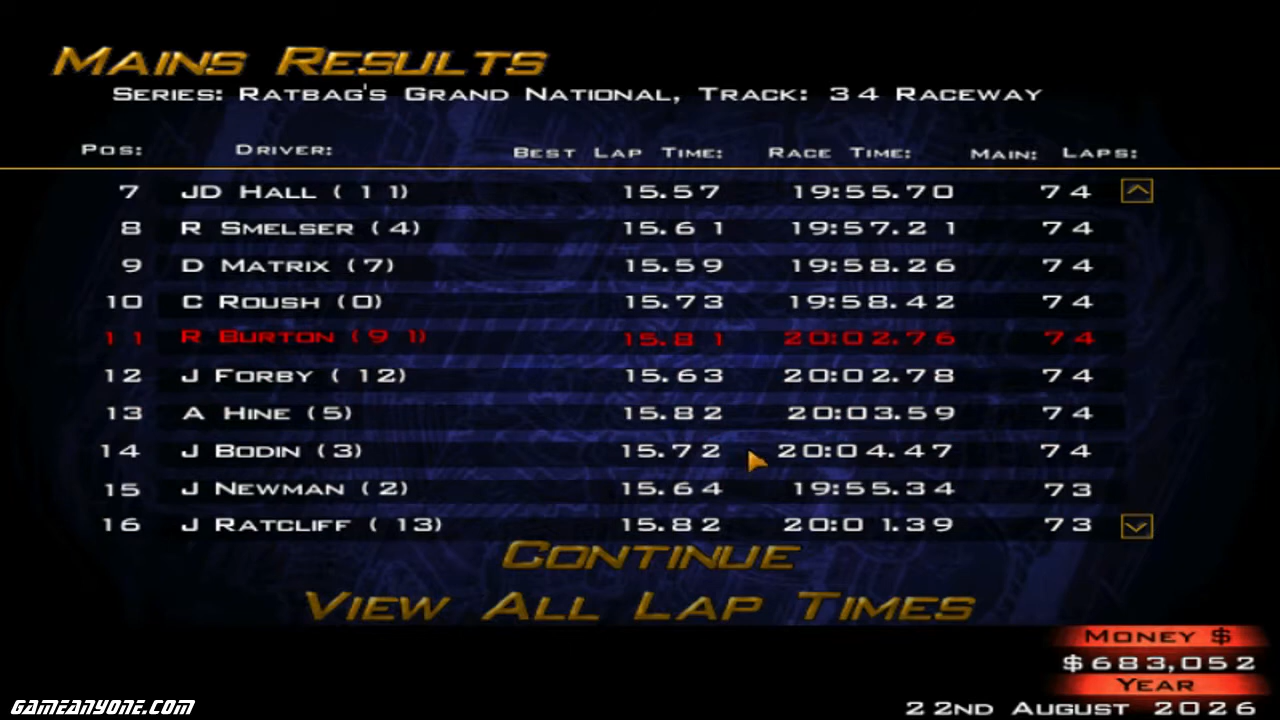 Mains Results
Series: Ratbag's Grand National, Track: 34 Raceway
Pos: Driver: Best Lap Time: Race Time: Main: Laps:
7 JD Hall (11) 15.57 19:55.70 74
8 R Smelser (4) 15.61 19:57.21 74
9 D Matrix (7) 15.59 19:58.26 74
10 C Roush (0) 15.73 19:58.42 74
11 R Burton (91) 15.81 20:02.76 74
12 J Forby (12) 15.63 20:02.78 74
13 A Hine (5) 15.82 20:03.59 74
14 J Bodin (3) 15.72 20:04.47 74
15 J Newman (2) 15.64 19:55.34 73
16 J Ratcliff (13) 15.82 20:01.39 73
Continue
View All Lap Times
Money $
$683,052
Year
22nd August 2026
GAMEANYONE.COM